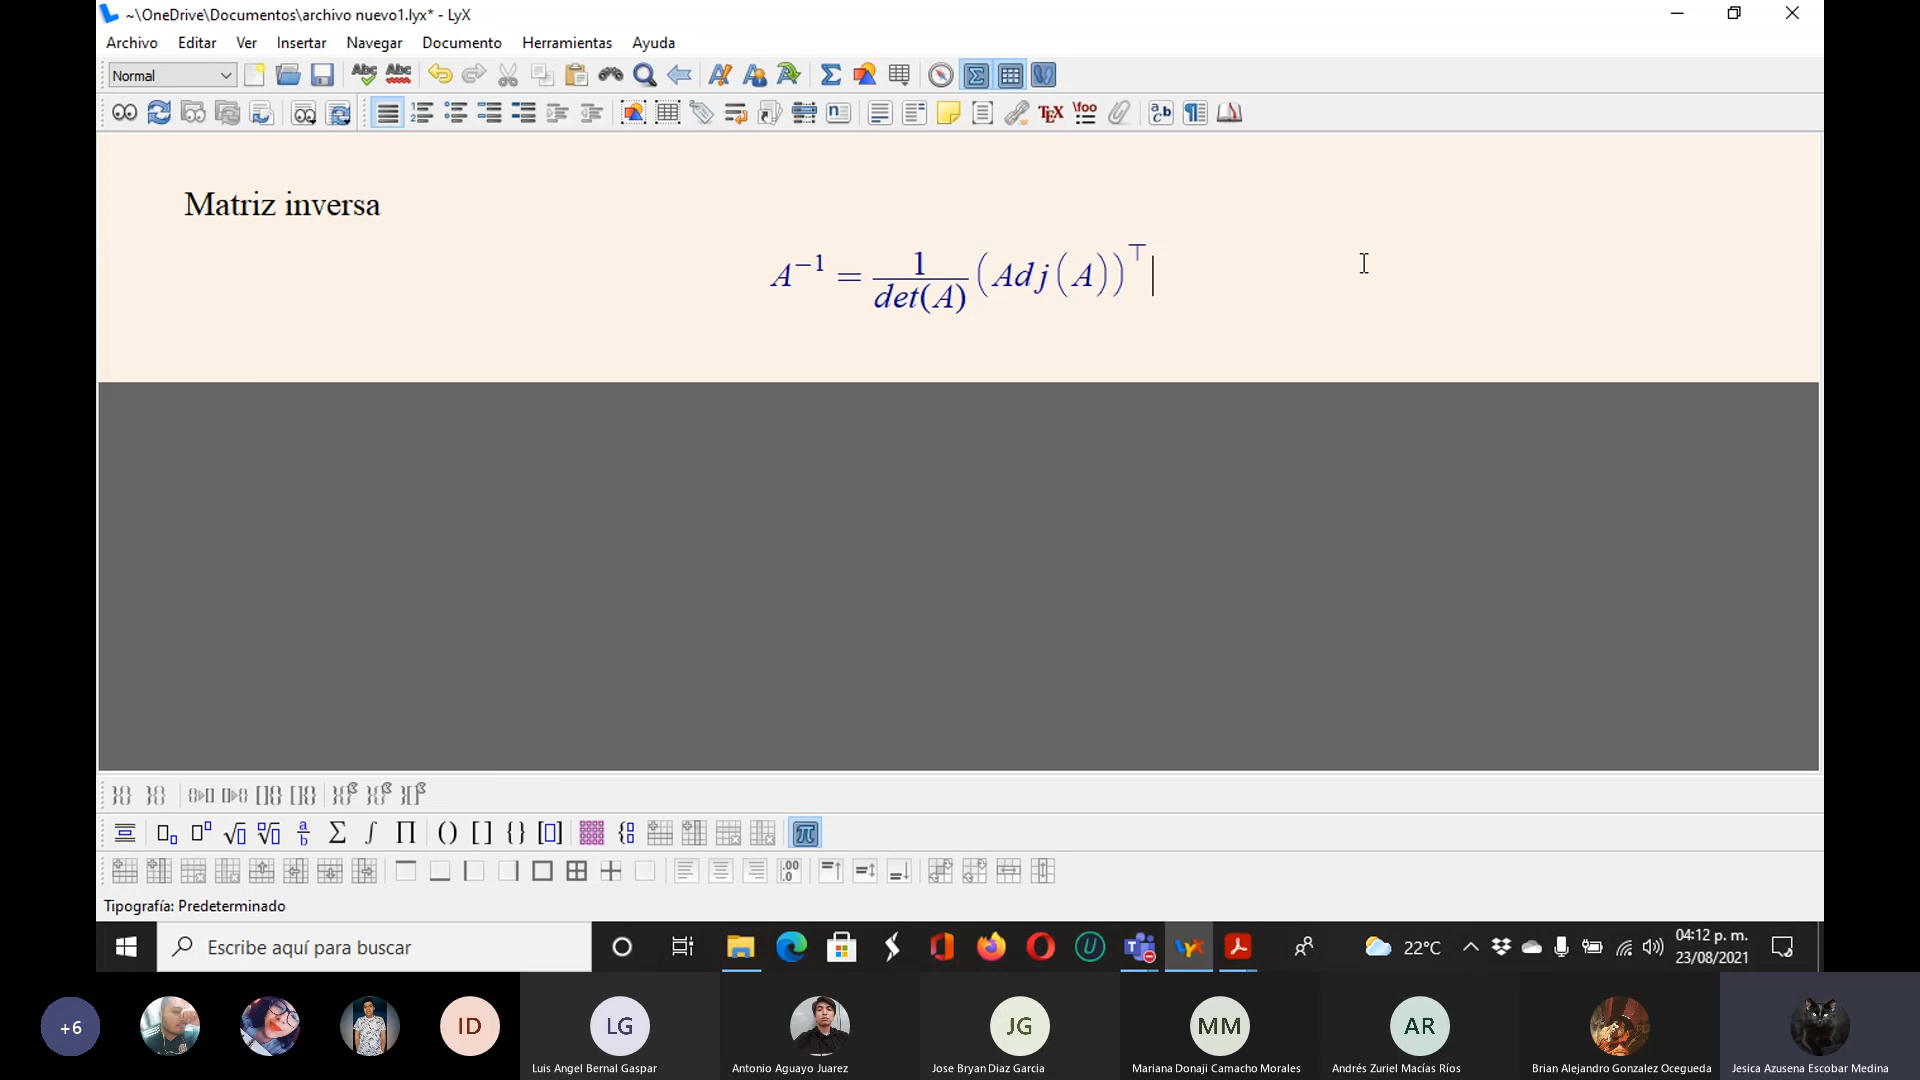 ~\OneDrive\Documentos\archivo nuevo1.lyx* - LyX
Archivo Editar Ver Insertar Navegar Documento Herramientas Ayuda
Normal
Matriz inversa
A⁻¹ = 1/det(A) (Adj(A))^⊤
Tipografía: Predeterminado
Escribe aquí para buscar
22°C
04:12 p. m.
23/08/2021
+6
ID
LG
JG
MM
AR
Luis Angel Bernal Gaspar
Antonio Aguayo Juarez
Jose Bryan Diaz Garcia
Mariana Donaji Camacho Morales
Andrés Zuriel Macías Ríos
Brian Alejandro Gonzalez Ocegueda
Jesica Azusena Escobar Medina